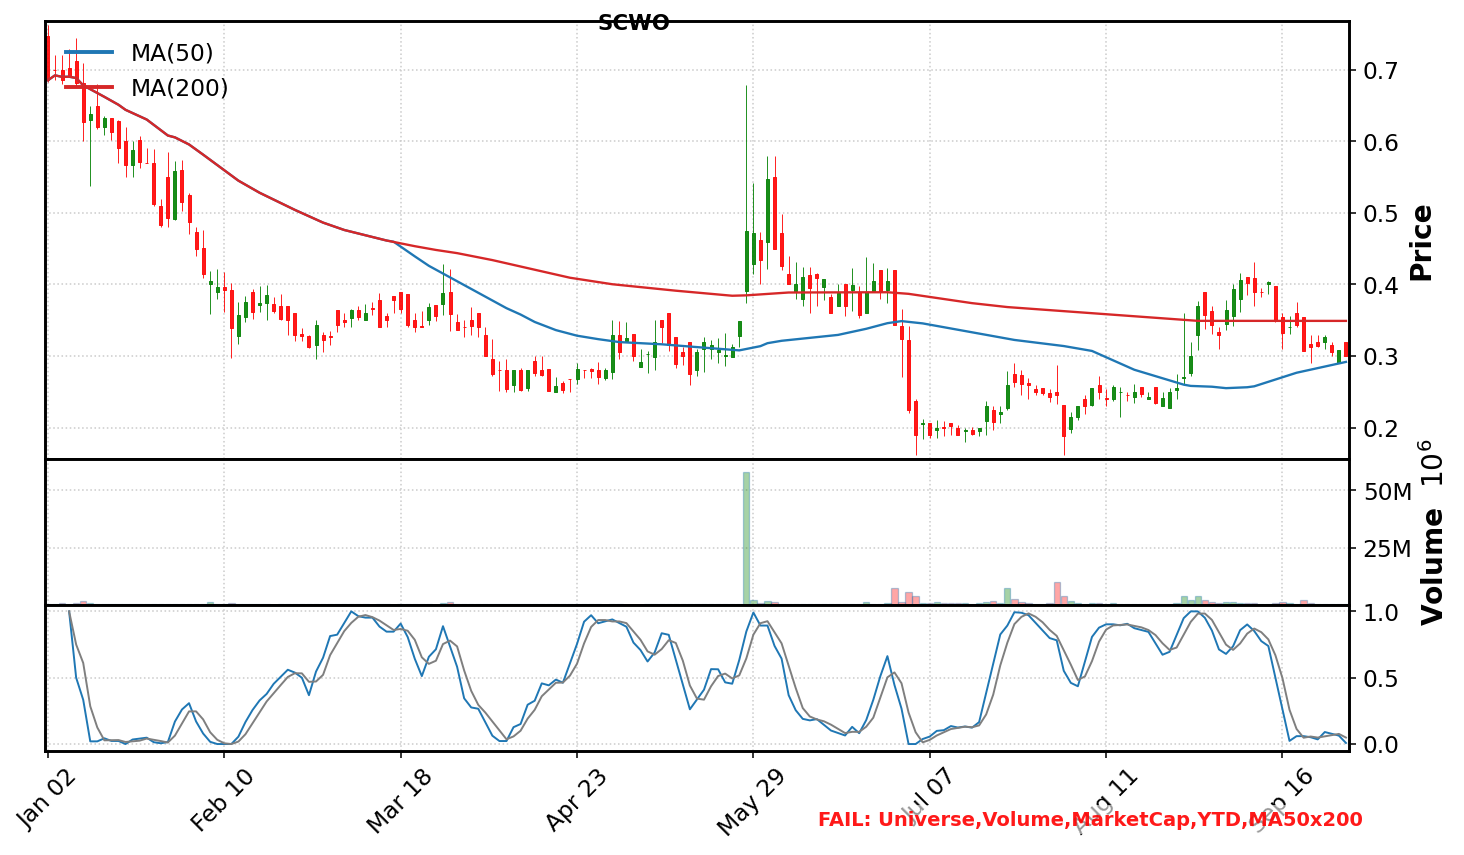 SCWO
MA(50)
MA(200)
0.7
0.6
0.5
0.4
0.3
0.2
Price
50M
25M
Volume 10^6
1.0
0.5
0.0
Jan 02
Feb 10
Mar 18
Apr 23
May 29
Jul 07
Aug 11
Sep 16
FAIL: Universe,Volume,MarketCap,YTD,MA50x200